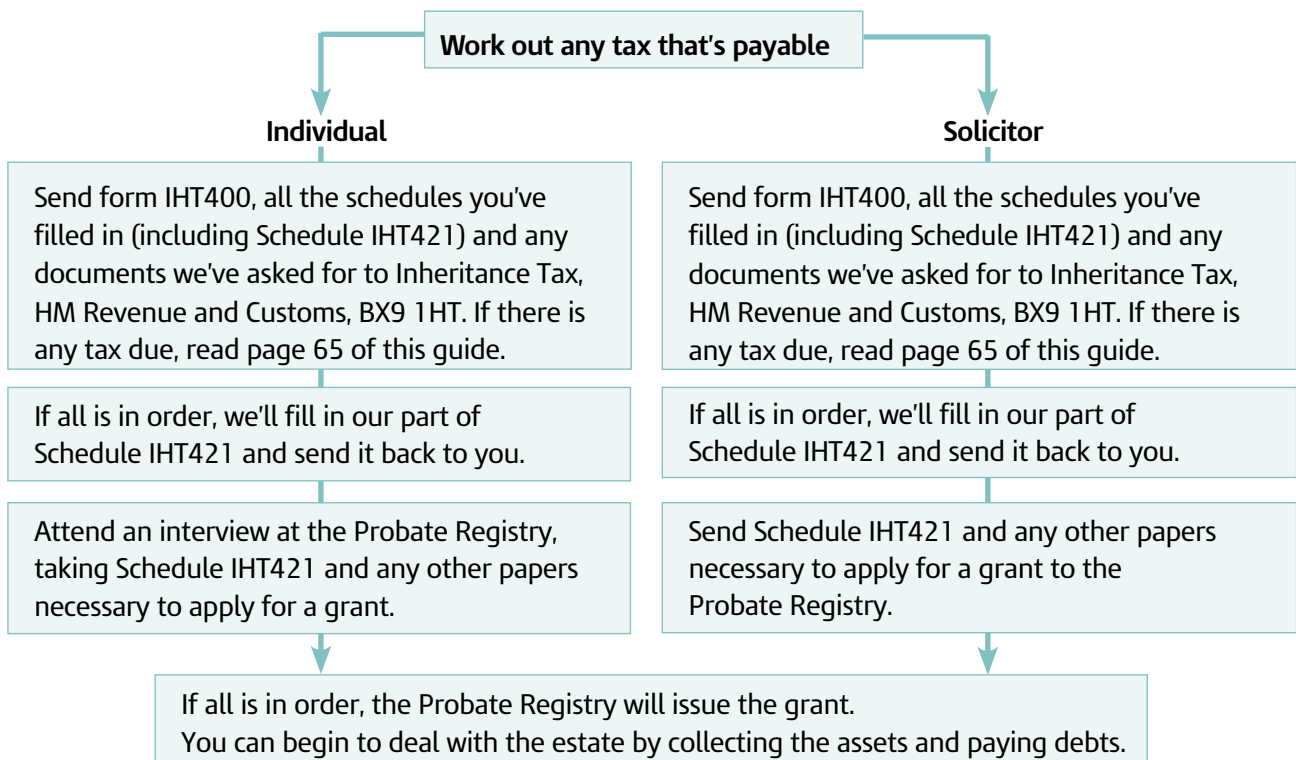 Work out any tax that's payable
Individual
Send form IHT400, all the schedules you've
filled in (including Schedule IHT421) and any
documents we've asked for to Inheritance Tax,
HM Revenue and Customs, BX9 1HT. If there is
any tax due, read page 65 of this guide.
If all is in order, we'll fill in our part of
Schedule IHT421 and send it back to you.
Attend an interview at the Probate Registry,
taking Schedule IHT421 and any other papers
necessary to apply for a grant.
Solicitor
Send form IHT400, all the schedules you've
filled in (including Schedule IHT421) and any
documents we've asked for to Inheritance Tax,
HM Revenue and Customs, BX9 1HT. If there is
any tax due, read page 65 of this guide.
If all is in order, we'll fill in our part of
Schedule IHT421 and send it back to you.
Send Schedule IHT421 and any other papers
necessary to apply for a grant to the
Probate Registry.
If all is in order, the Probate Registry will issue the grant.
You can begin to deal with the estate by collecting the assets and paying debts.